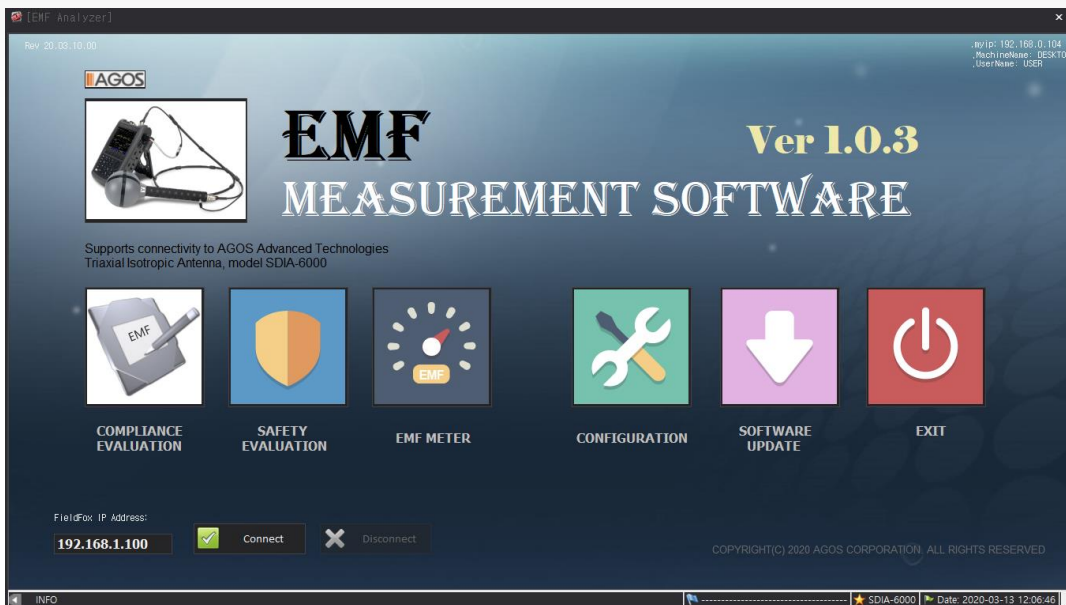 [EMF Analyzer]
Rev 20.03.10.00
.myip: 192.168.0.104
.MachineName: DESKTO
.UserName: USER
AGOS
EMF
Ver 1.0.3
MEASUREMENT SOFTWARE
Supports connectivity to AGOS Advanced Technologies
Triaxial Isotropic Antenna, model SDIA-6000
EMF
EMF
COMPLIANCE
EVALUATION
SAFETY
EVALUATION
EMF METER
CONFIGURATION
SOFTWARE
UPDATE
EXIT
FieldFox IP Address:
192.168.1.100
Connect
Disconnect
COPYRIGHT(C) 2020 AGOS CORPORATION. ALL RIGHTS RESERVED
INFO
------------------------------------- SDIA-6000 Date: 2020-03-13 12:06:46